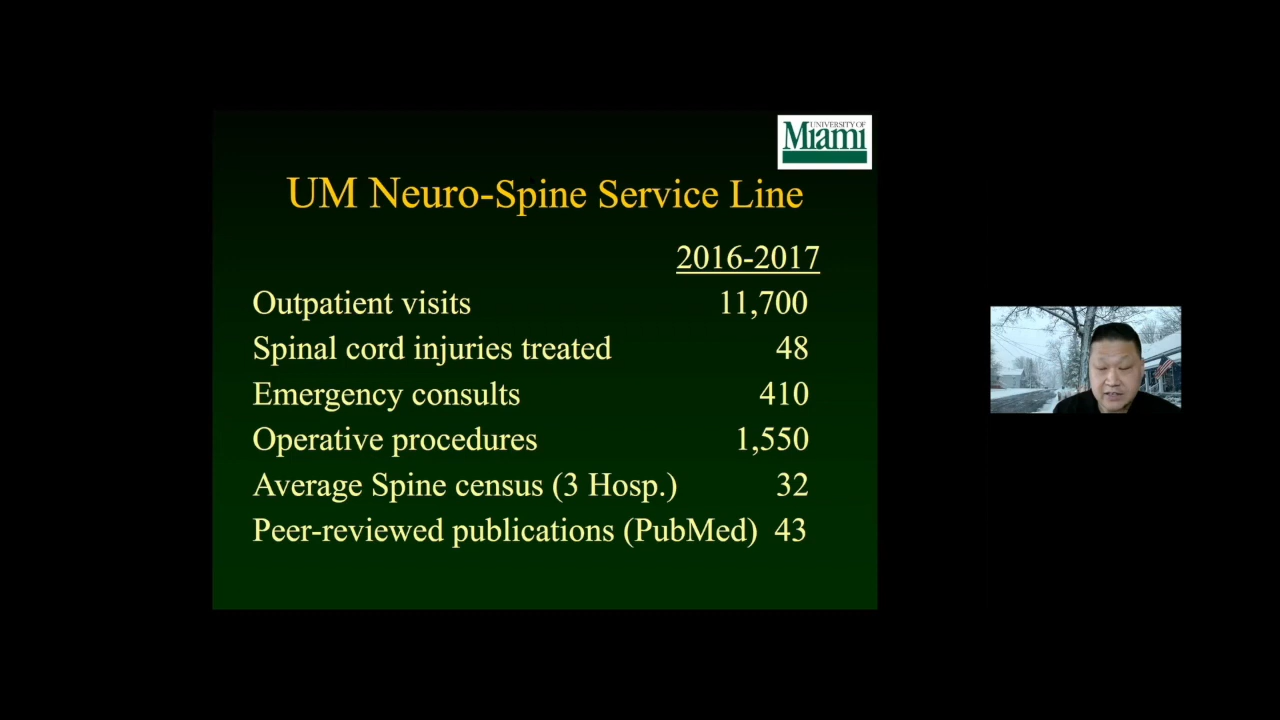 UNIVERSITY OF
Miami
UM Neuro-Spine Service Line
2016-2017
Outpatient visits 11,700
Spinal cord injuries treated 48
Emergency consults 410
Operative procedures 1,550
Average Spine census (3 Hosp.) 32
Peer-reviewed publications (PubMed) 43